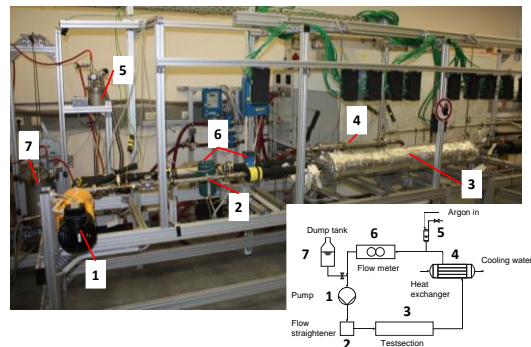 5
7
6
4
2
3
1
Argon in
Dump tank
6
5
7
4
Cooling water
Flow meter
1
Heat
exchanger
Pump
3
Flow
straightener
2
Testsection